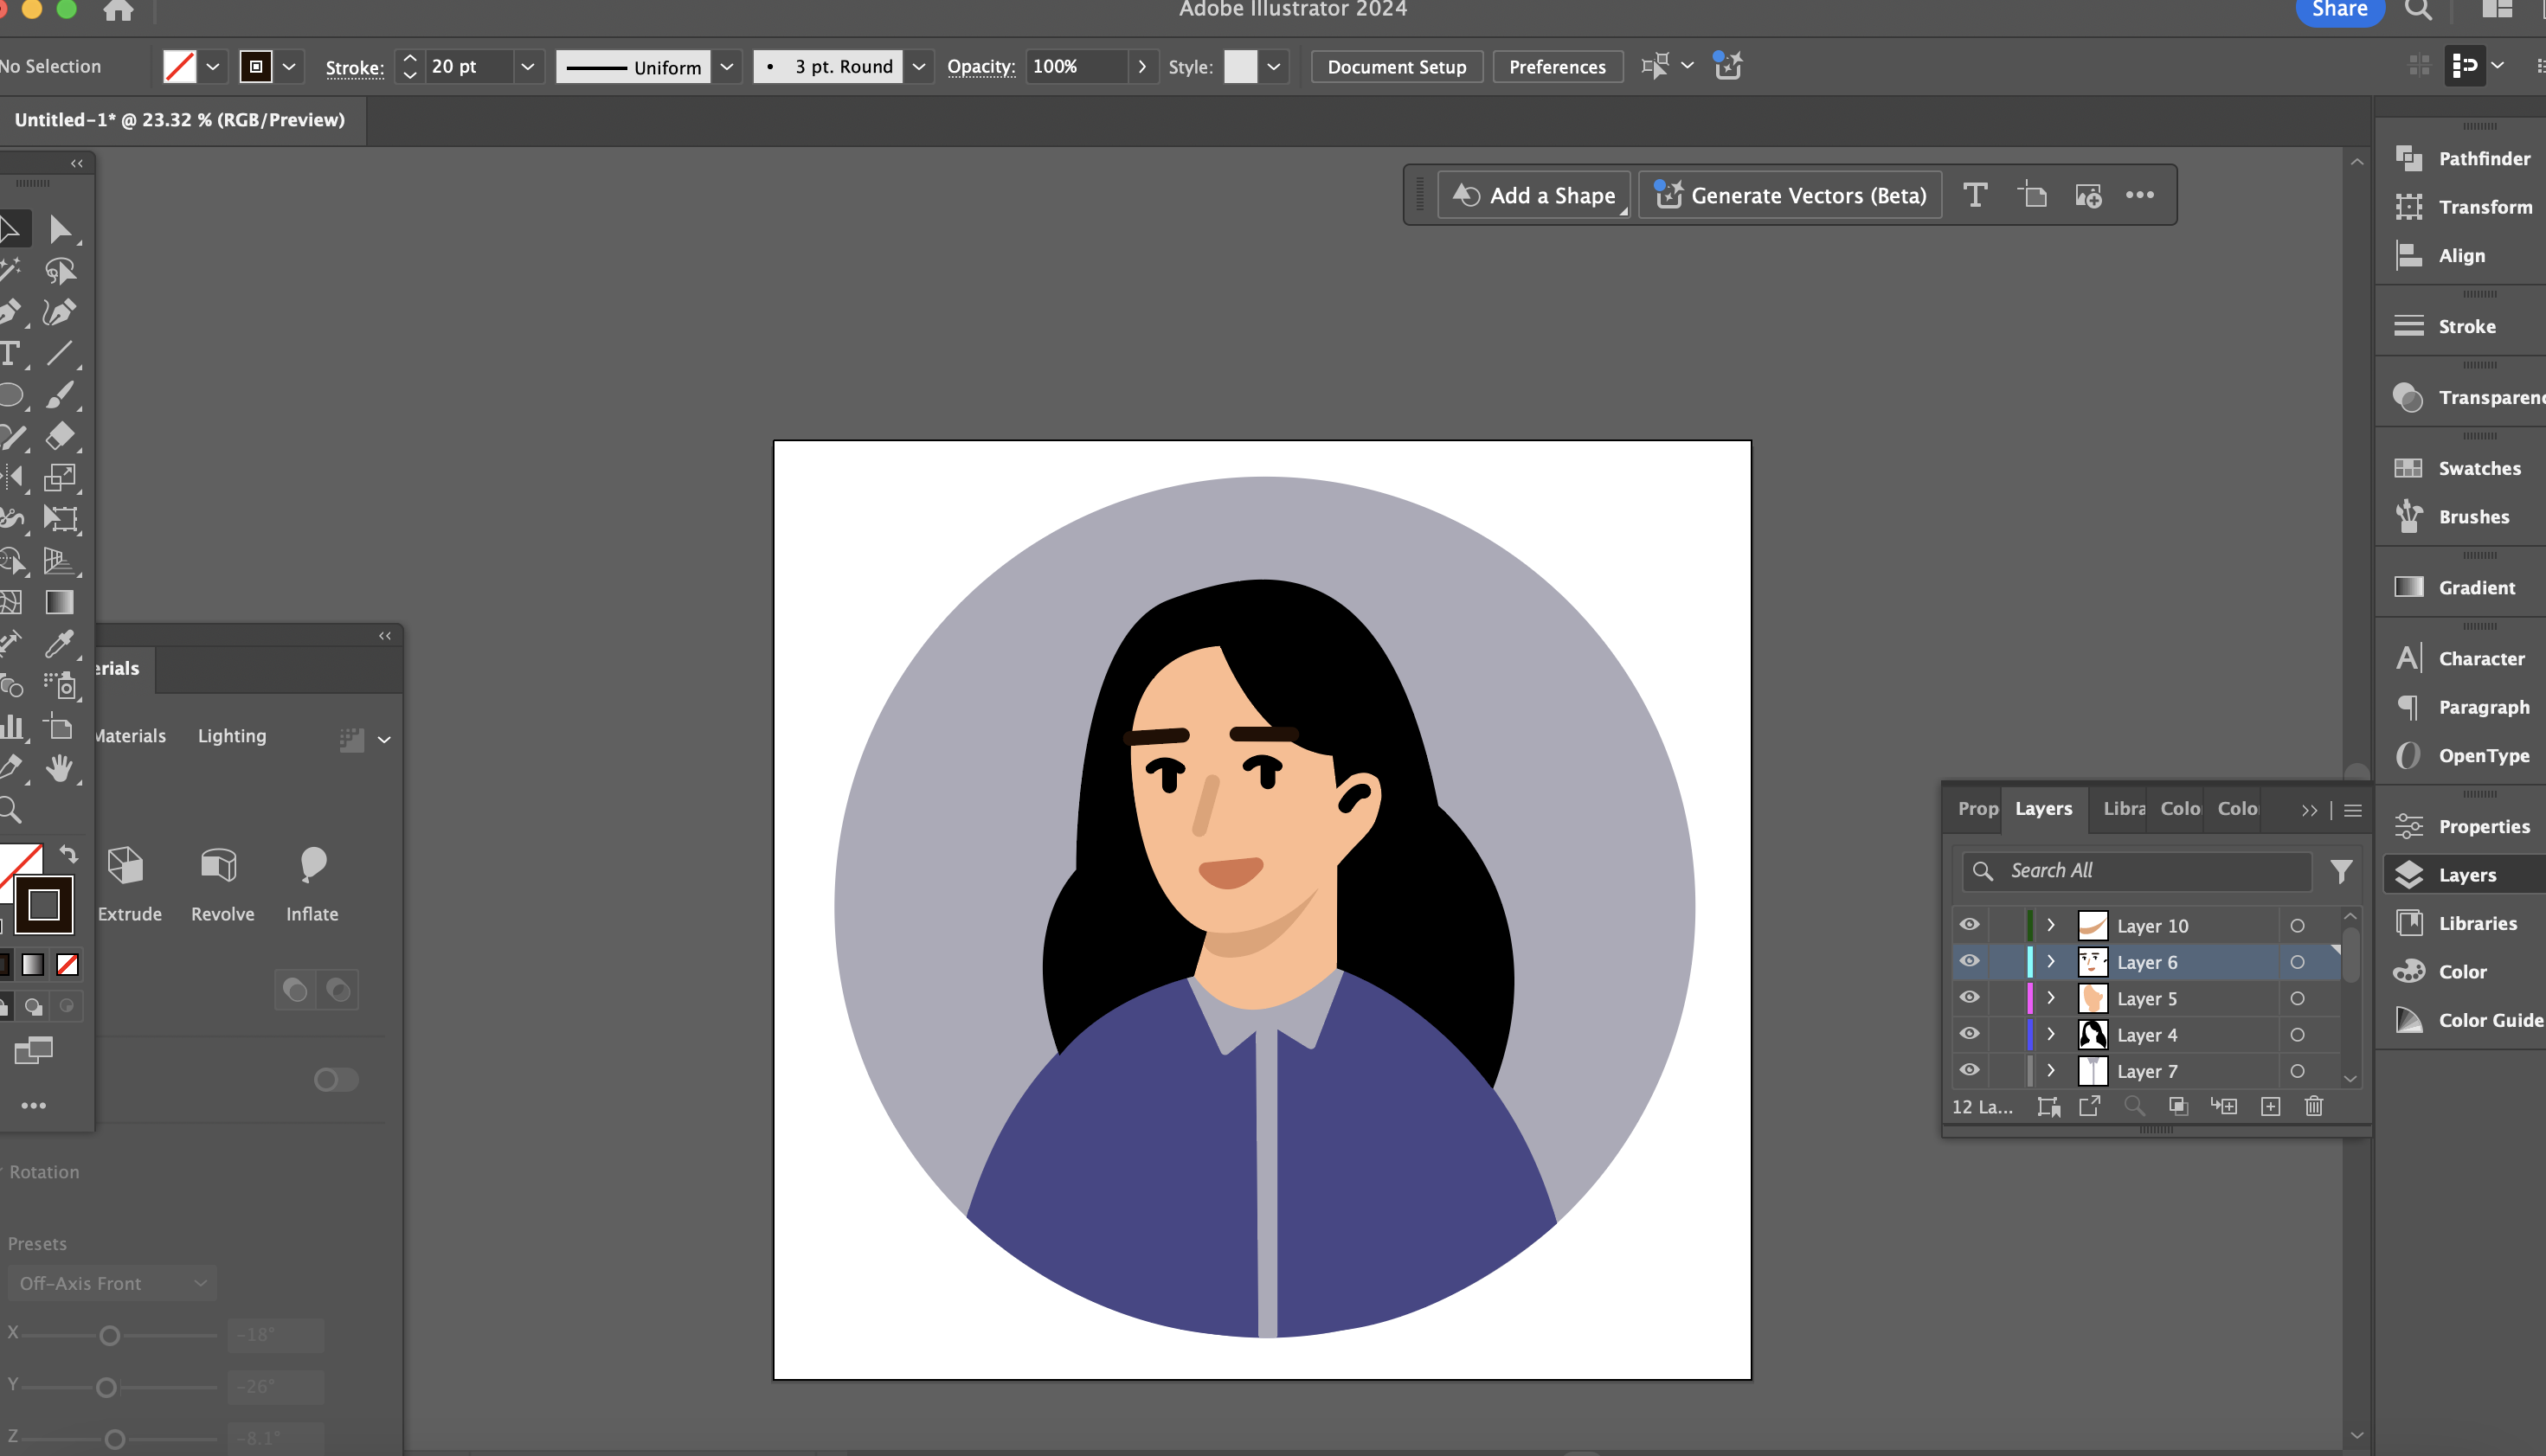 Adobe Illustrator 2024
Share
No Selection
Stroke:
20 pt
Uniform
3 pt. Round
Opacity:
100%
Style:
Document Setup
Preferences
Untitled-1* @ 23.32 % (RGB/Preview)
Add a Shape
Generate Vectors (Beta)
Pathfinder
Transform
Align
Stroke
Transparenc
Swatches
Brushes
Gradient
Character
Paragraph
OpenType
Properties
Layers
Libraries
Color
Color Guide
erials
Materials
Lighting
Extrude
Revolve
Inflate
Rotation
Presets
Off-Axis Front
X
-18°
Y
-26°
Z
-8.1°
Prop
Layers
Libra
Colo
Colo
Search All
Layer 10
Layer 6
Layer 5
Layer 4
Layer 7
12 La...